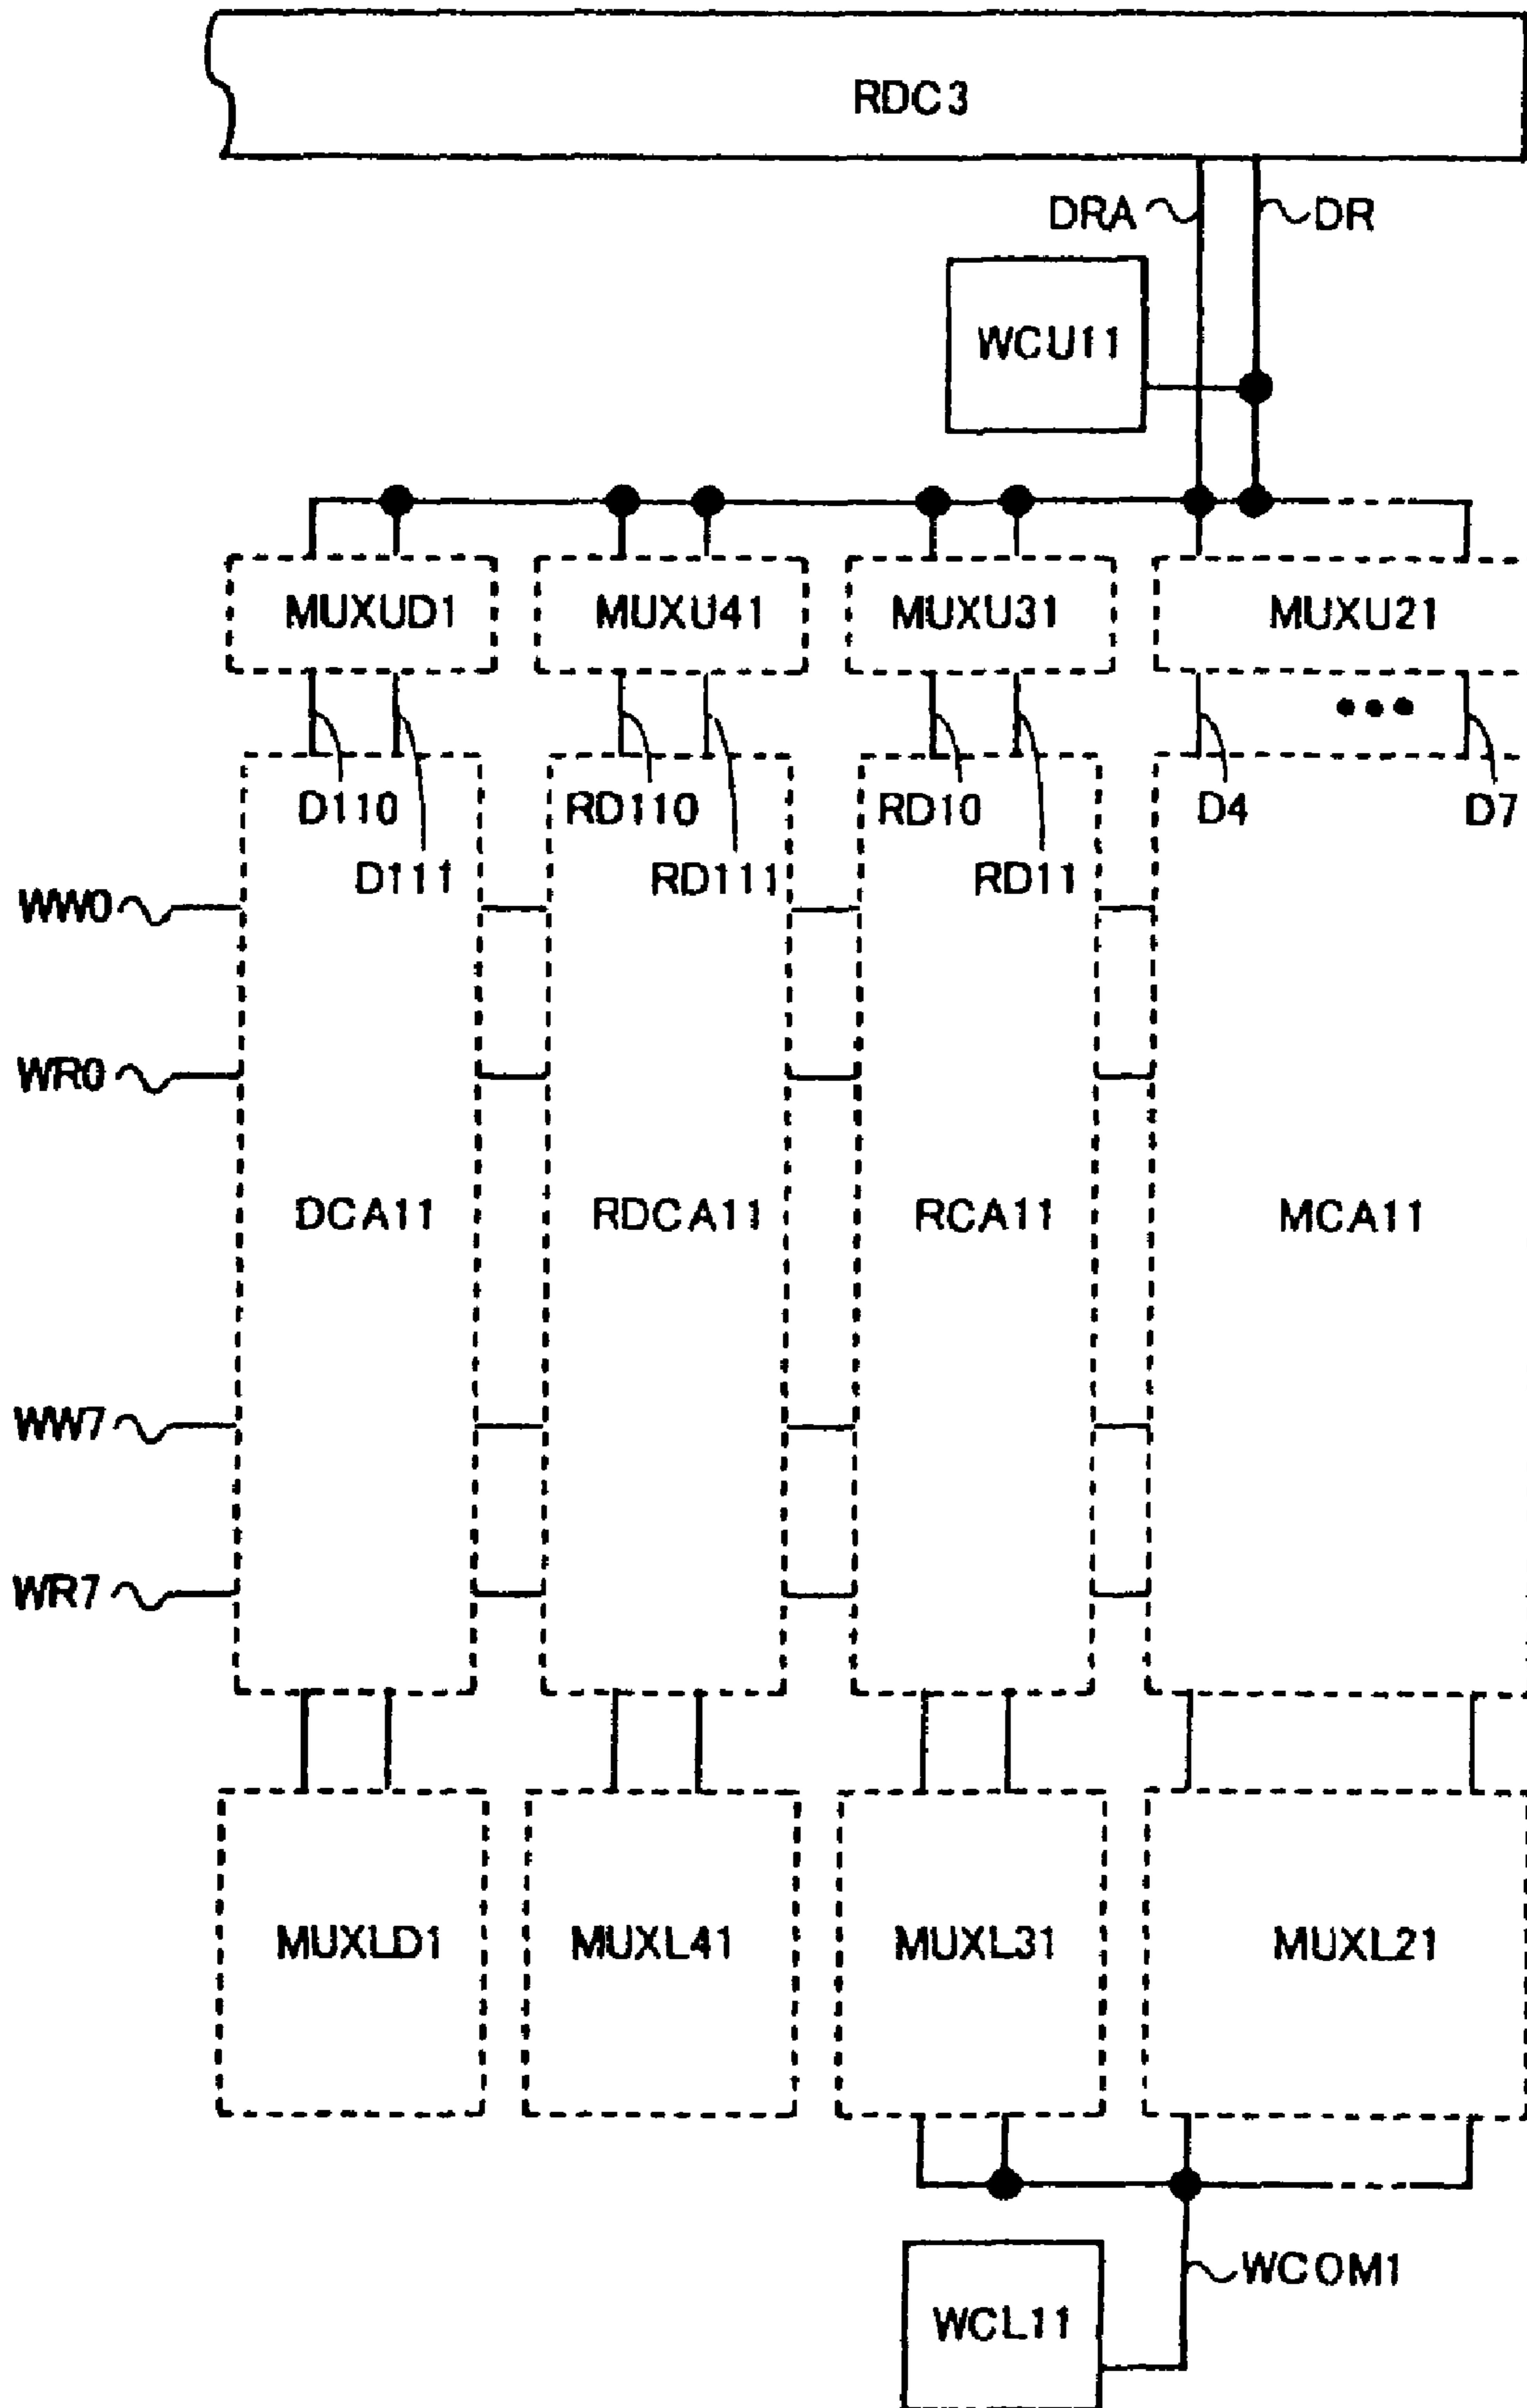 RDC3
DRA DR
WCU11
MUXUD1 MUXU41 MUXU31 MUXU21
D110 RD110 RD10 D4 D7
D111 RD111 RD11
WW0
WR0
DCA11 RDCA11 RCA11 MCA11
WW7
WR7
MUXLD1 MUXL41 MUXL31 MUXL21
WCOM1
WCL11